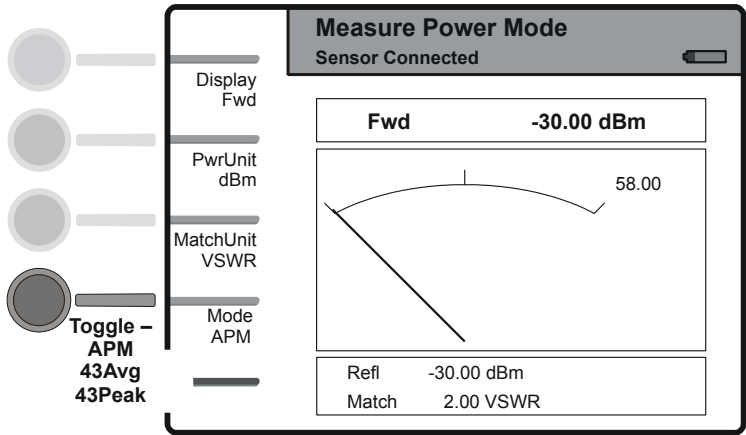 Measure Power Mode
Sensor Connected
Display
Fwd
PwrUnit
dBm
MatchUnit
VSWR
Mode
APM
Toggle –
APM
43Avg
43Peak
Fwd -30.00 dBm
58.00
Refl -30.00 dBm
Match 2.00 VSWR